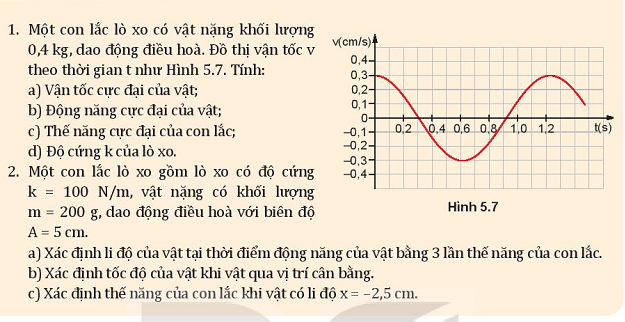 1. Một con lắc lò xo có vật nặng khối lượng
0,4 kg, dao động điều hoà. Đồ thị vận tốc v
theo thời gian t như Hình 5.7. Tính:
a) Vận tốc cực đại của vật;
b) Động năng cực đại của vật;
c) Thế năng cực đại của con lắc;
d) Độ cứng k của lò xo.
2. Một con lắc lò xo gồm lò xo có độ cứng
k = 100 N/m, vật nặng có khối lượng
m = 200 g, dao động điều hoà với biên độ
A = 5 cm.
v(cm/s)
0,4
0,3
0,2
0,1
0
-0,1
-0,2
-0,3
-0,4
0,2 0,4 0,6 0,8 1,0 1,2 t(s)
Hình 5.7
a) Xác định li độ của vật tại thời điểm động năng của vật bằng 3 lần thế năng của con lắc.
b) Xác định tốc độ của vật khi vật qua vị trí cân bằng.
c) Xác định thế năng của con lắc khi vật có li độ x = –2,5 cm.